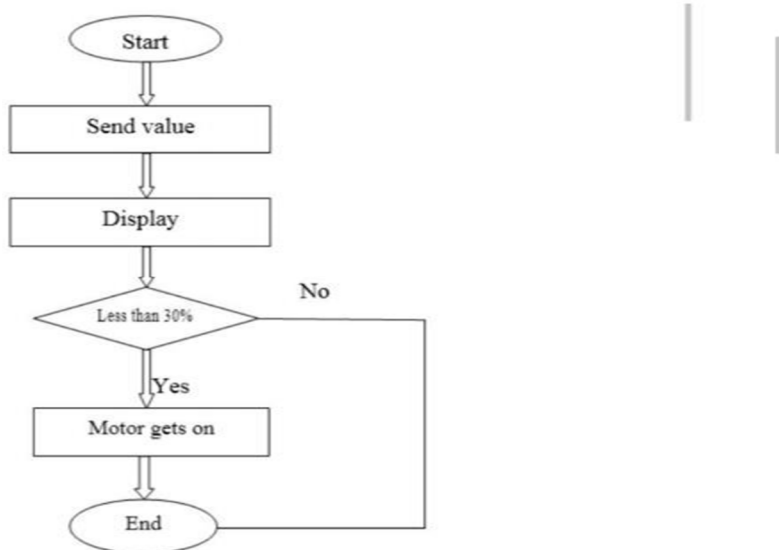 Start
Send value
Display
No
Less than 30%
Yes
Motor gets on
End